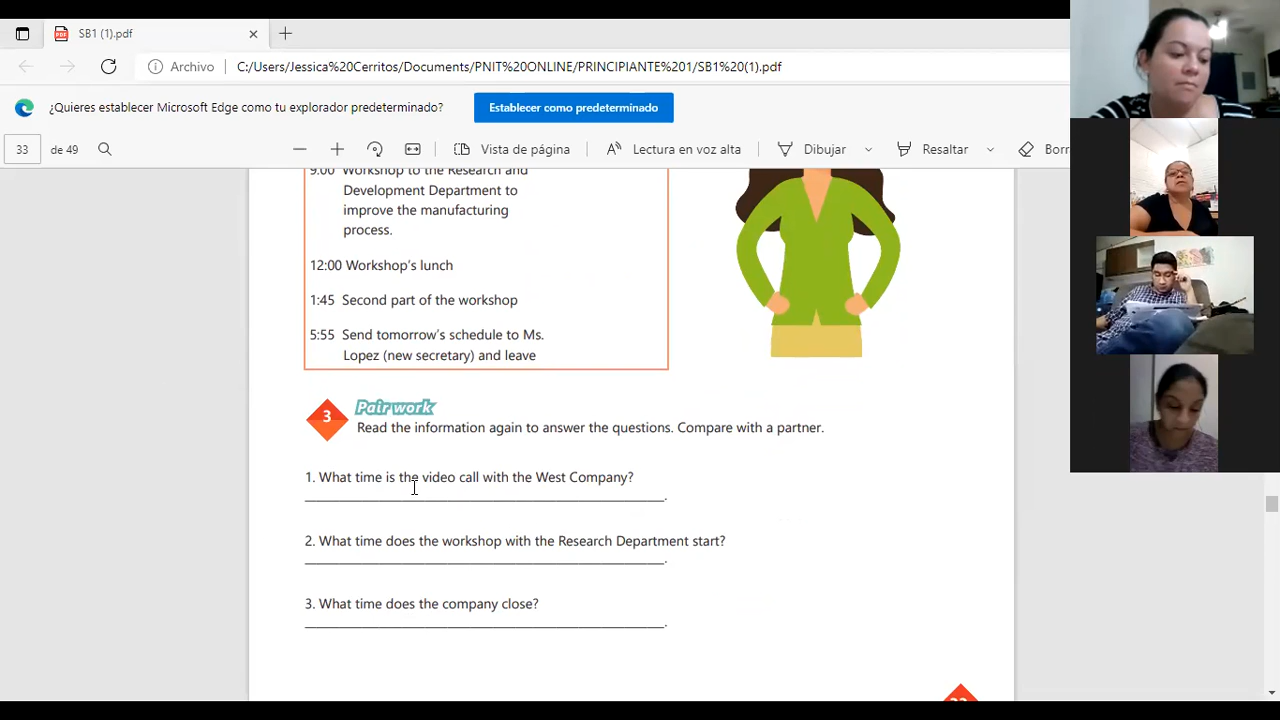 SB1 (1).pdf
Archivo
C:/Users/Jessica%20Cerritos/Documents/PNIT%20ONLINE/PRINCIPIANTE%201/SB1%20(1).pdf
¿Quieres establecer Microsoft Edge como tu explorador predeterminado?
Establecer como predeterminado
33 de 49
Vista de página
Lectura en voz alta
Dibujar
Resaltar
Borr
9:00 Workshop to the Research and
Development Department to
improve the manufacturing
process.
12:00 Workshop's lunch
1:45 Second part of the workshop
5:55 Send tomorrow's schedule to Ms.
Lopez (new secretary) and leave
3
Pair work
Read the information again to answer the questions. Compare with a partner.
1. What time is the video call with the West Company?
2. What time does the workshop with the Research Department start?
3. What time does the company close?